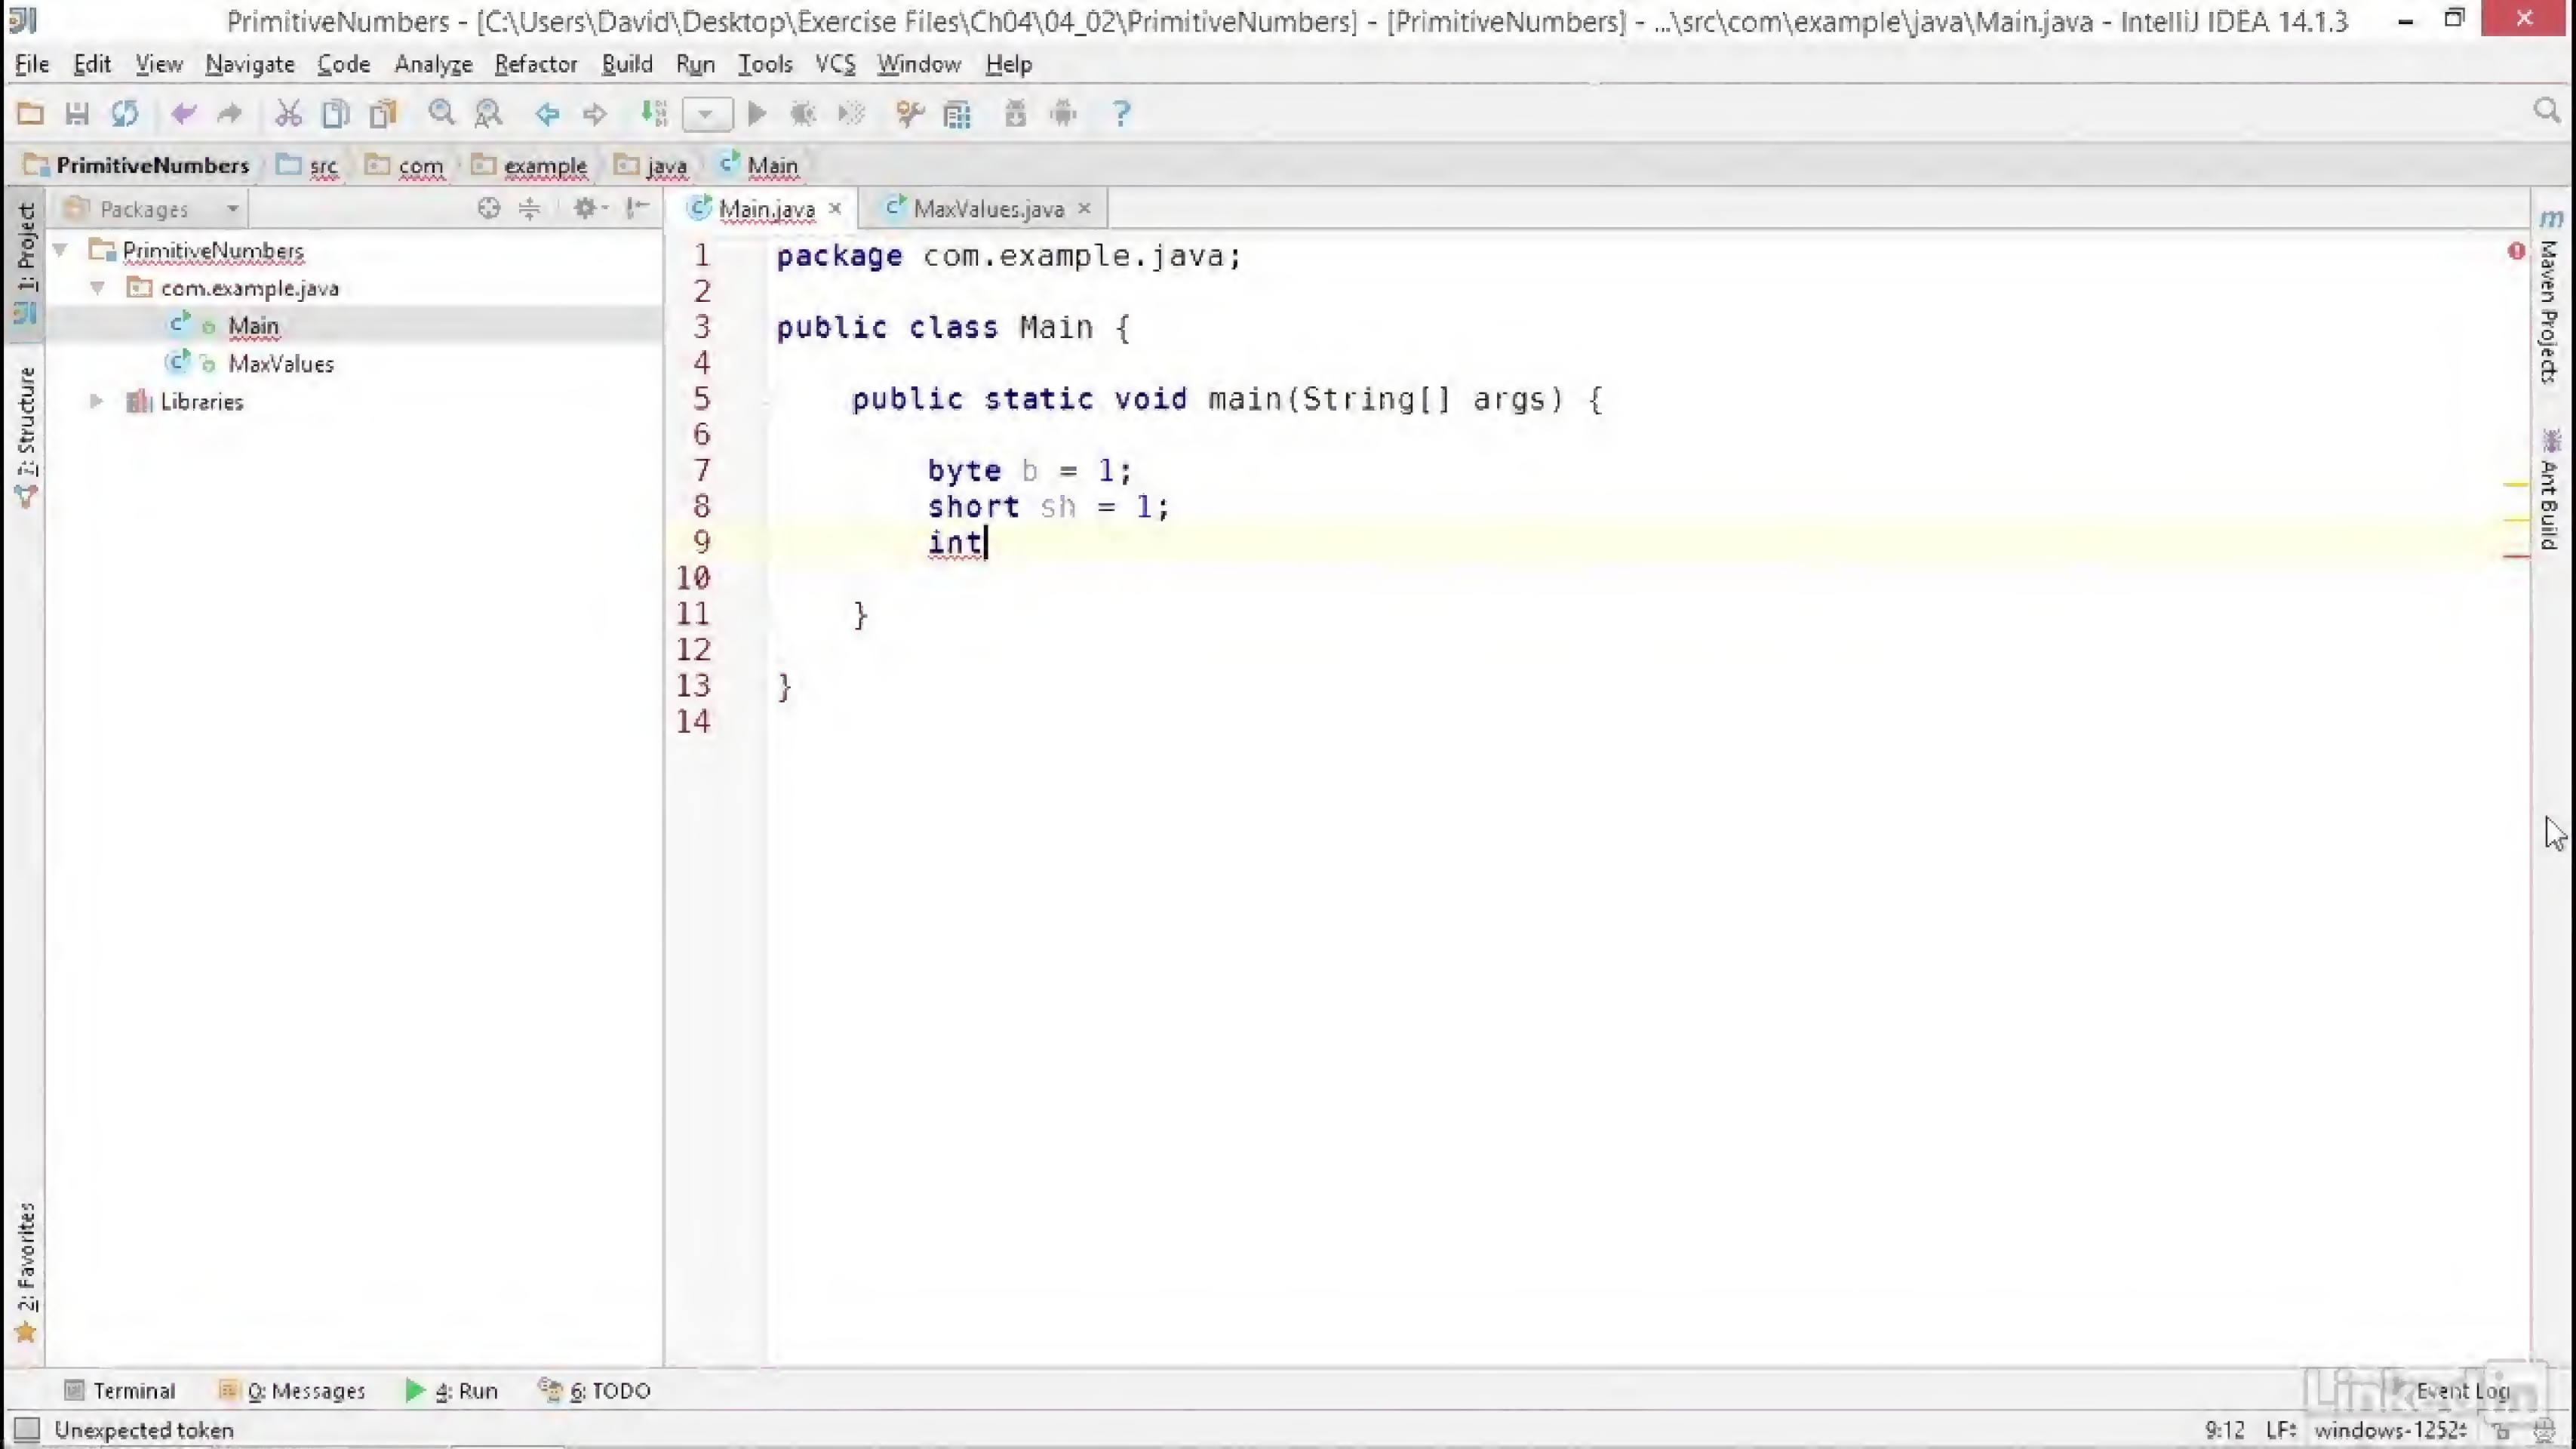 PrimitiveNumbers - [C:\Users\David\Desktop\Exercise Files\Ch04\04_02\PrimitiveNumbers] - [PrimitiveNumbers] - ...\src\com\example\java\Main.java - IntelliJ IDEA 14.1.3
File Edit View Navigate Code Analyze Refactor Build Run Tools VCS Window Help
PrimitiveNumbers src com example java Main
1: Project
Packages
PrimitiveNumbers
com.example.java
Main
MaxValues
Libraries
7: Structure
2: Favorites
Main.java MaxValues.java
1 package com.example.java;
2
3 public class Main {
4
5 public static void main(String[] args) {
6
7 byte b = 1;
8 short sh = 1;
9 int
10
11 }
12
13 }
14
m Maven Projects
Ant Build
Terminal 0: Messages 4: Run 6: TODO Event Log
Linked in
Unexpected token 9:12 LF windows-1252